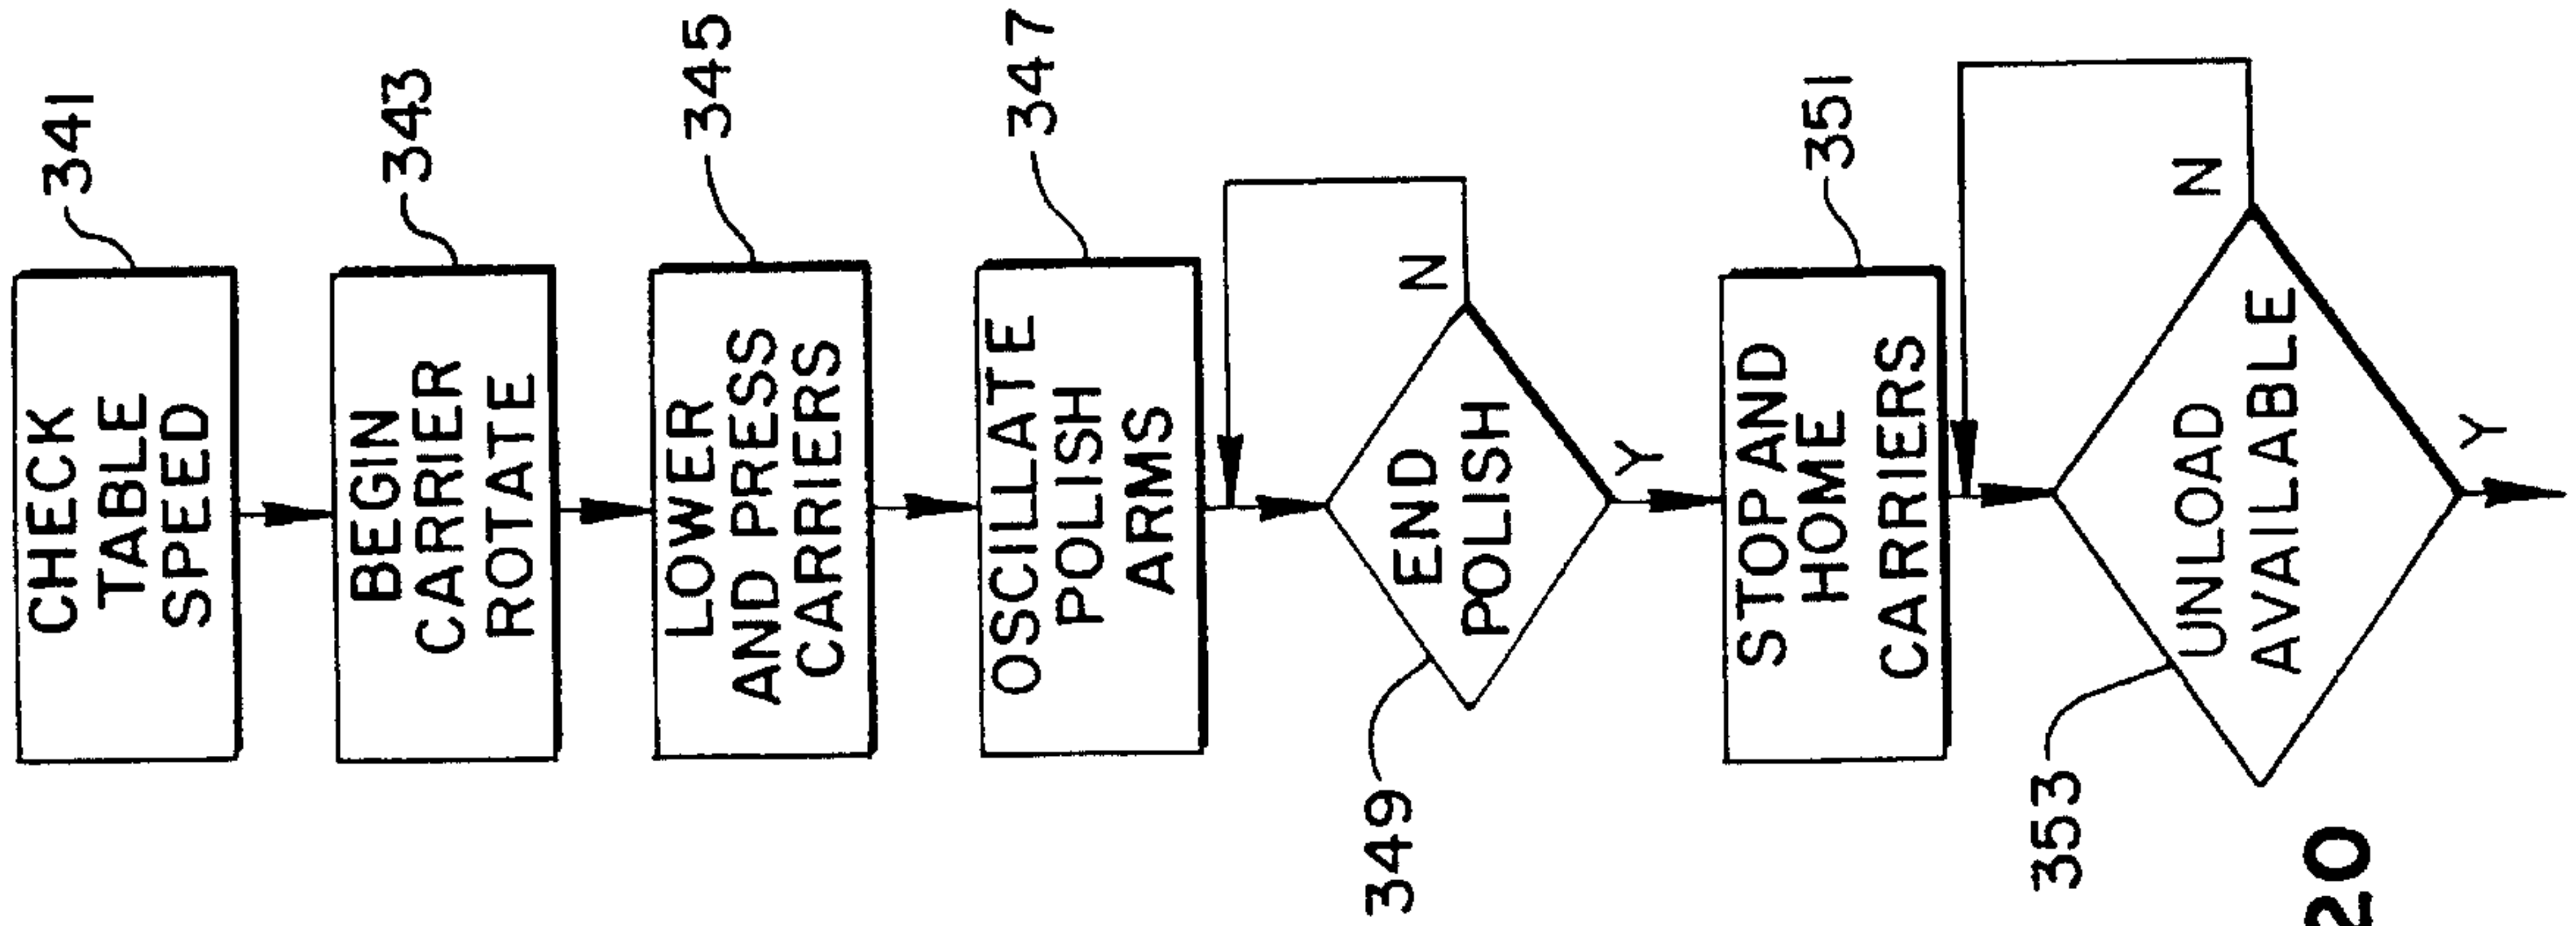 341
CHECK
TABLE
SPEED
343
BEGIN
CARRIER
ROTATE
345
LOWER
AND PRESS
CARRIERS
347
OSCILLATE
POLISH
ARMS
349
END
POLISH
N
Y
351
STOP AND
HOME
CARRIERS
353
UNLOAD
AVAILABLE
N
Y
20